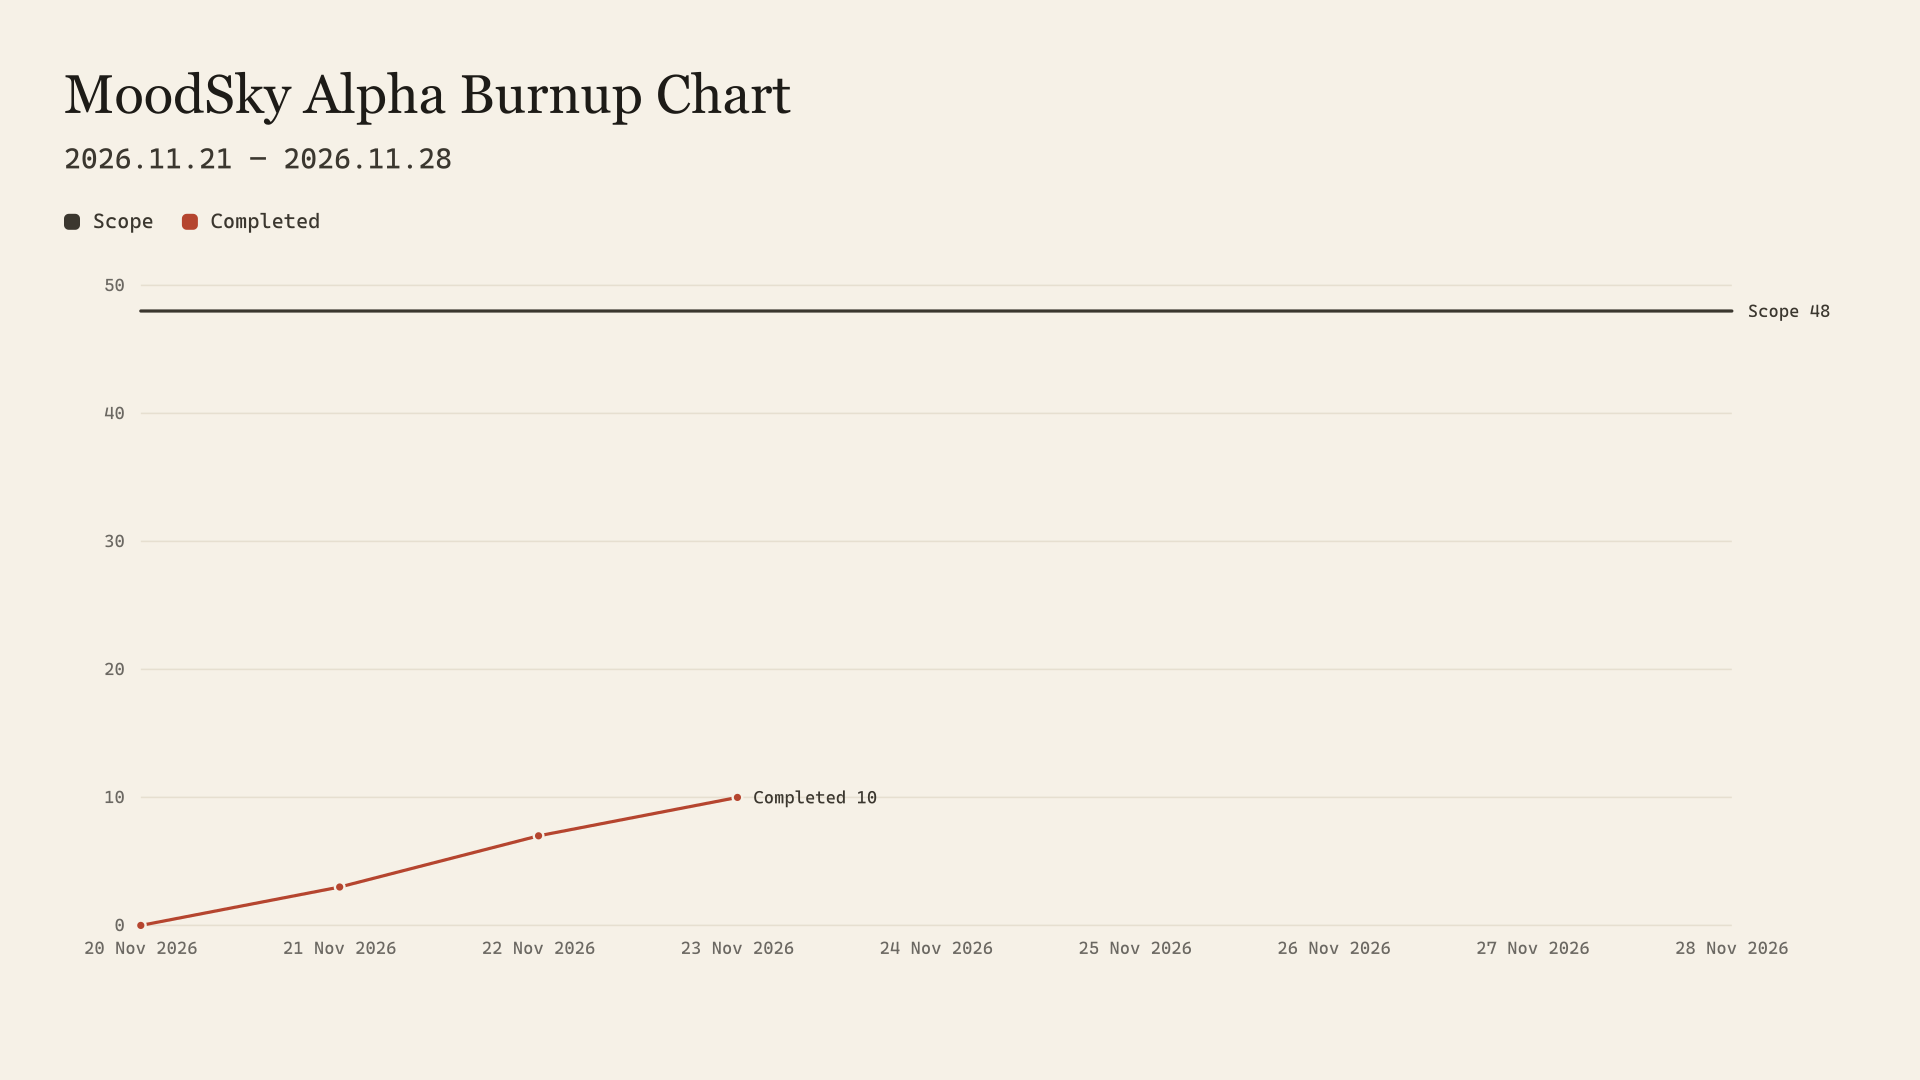 MoodSky Alpha Burnup Chart
2026.11.21 — 2026.11.28
Scope Completed
50
Scope 48
40
30
20
10
Completed 10
0
20 Nov 2026 21 Nov 2026 22 Nov 2026 23 Nov 2026 24 Nov 2026 25 Nov 2026 26 Nov 2026 27 Nov 2026 28 Nov 2026